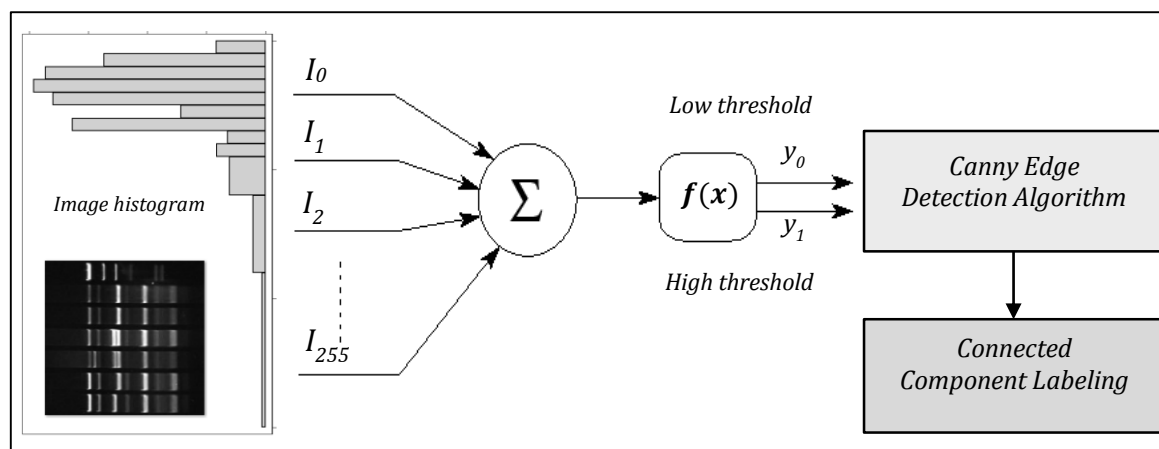 Image histogram
I0
I1
I2
I255
Σ
f(x)
Low threshold
y0
y1
High threshold
Canny Edge
Detection Algorithm
Connected
Component Labeling